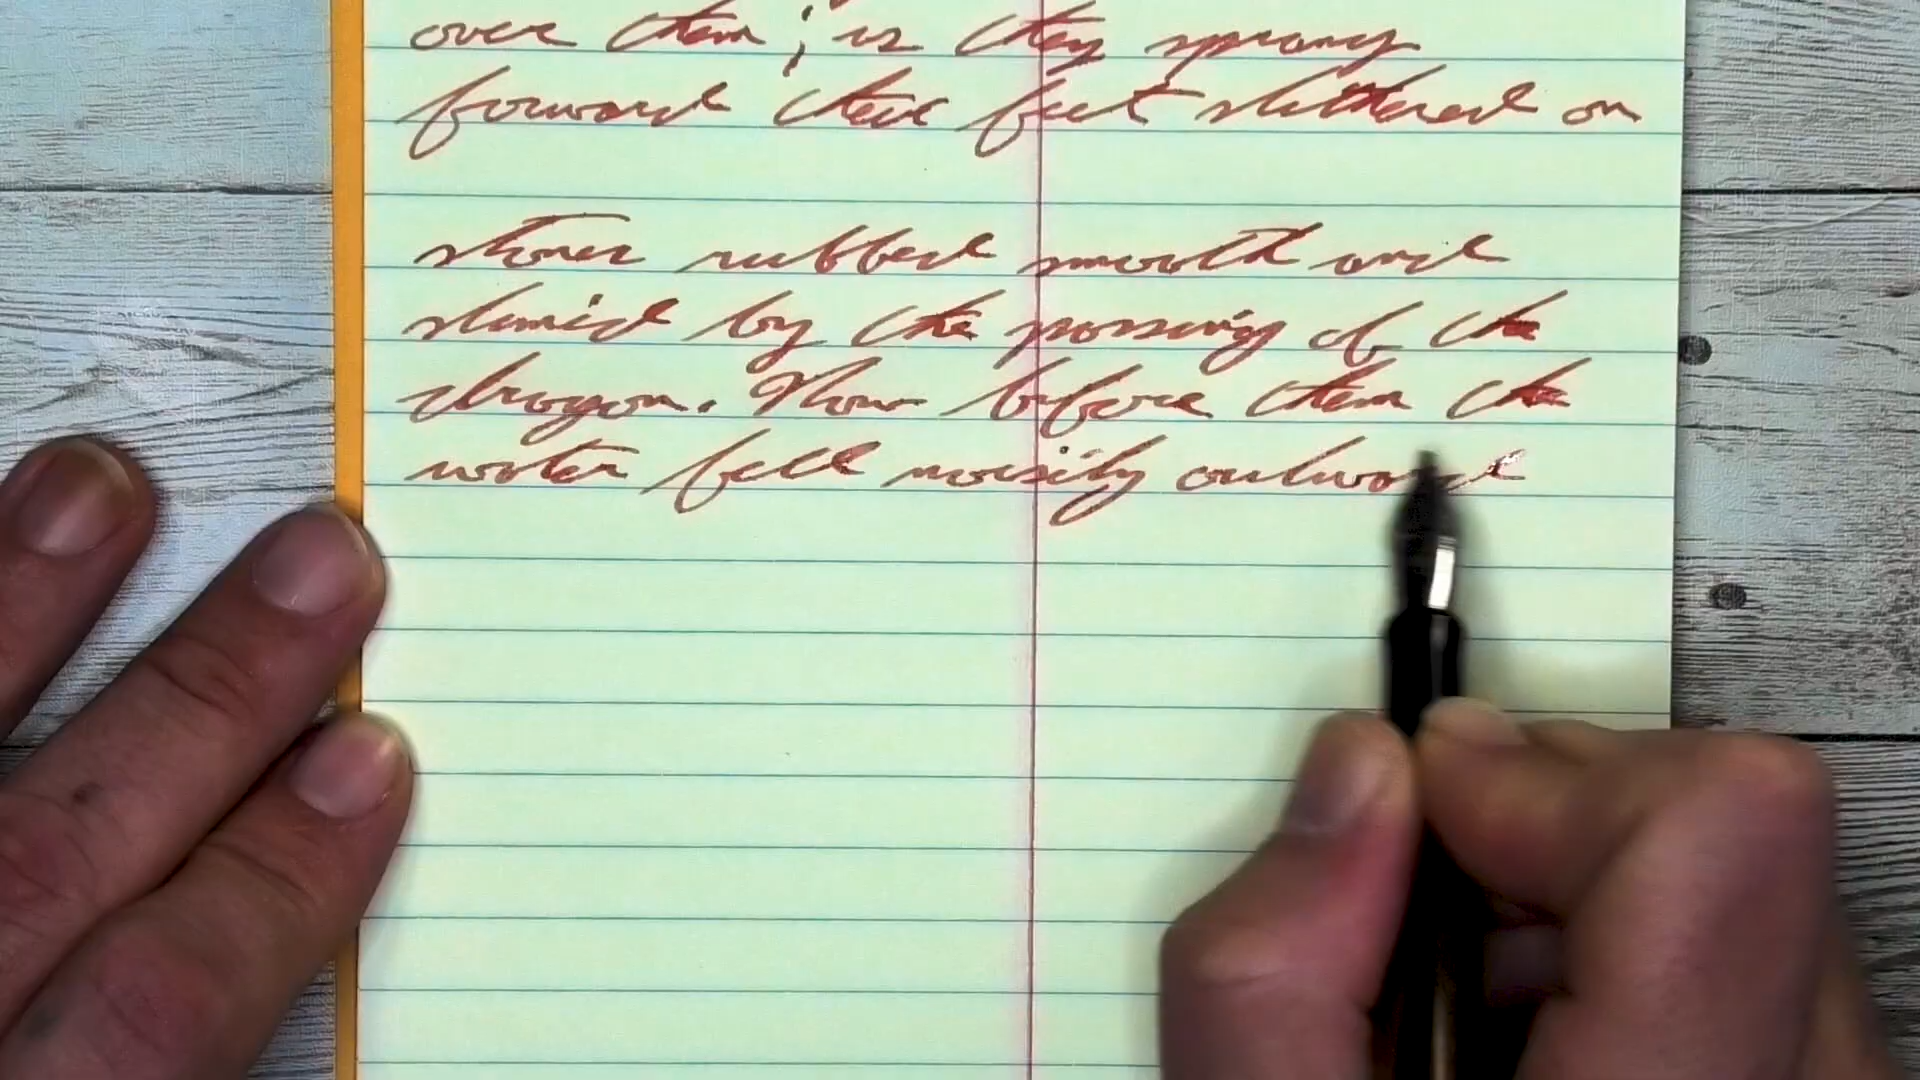 over them; as they sprang
forward their feet slithered on
stones rubbed smooth and
slimed by the passing of the
dragon. Now before them the
water fell noisily outward